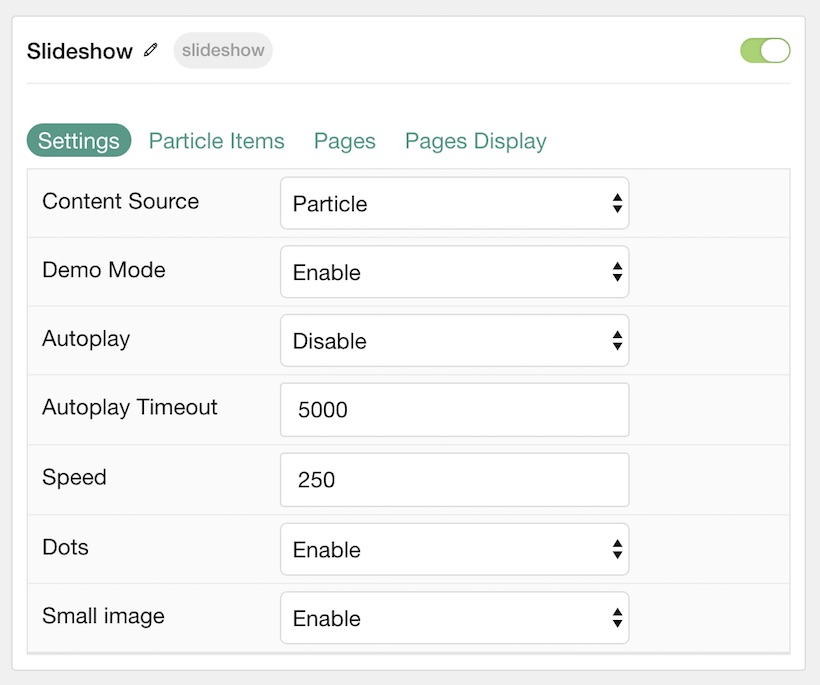 Slideshow slideshow
Settings Particle Items Pages Pages Display
Content Source Particle
Demo Mode Enable
Autoplay Disable
Autoplay Timeout 5000
Speed 250
Dots Enable
Small image Enable